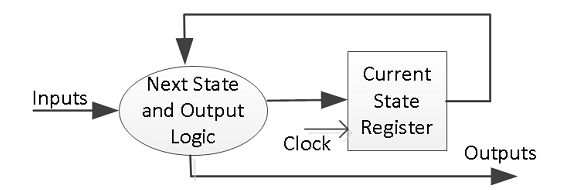 Inputs
Next State
and Output
Logic
Current
State
Register
Clock
Outputs